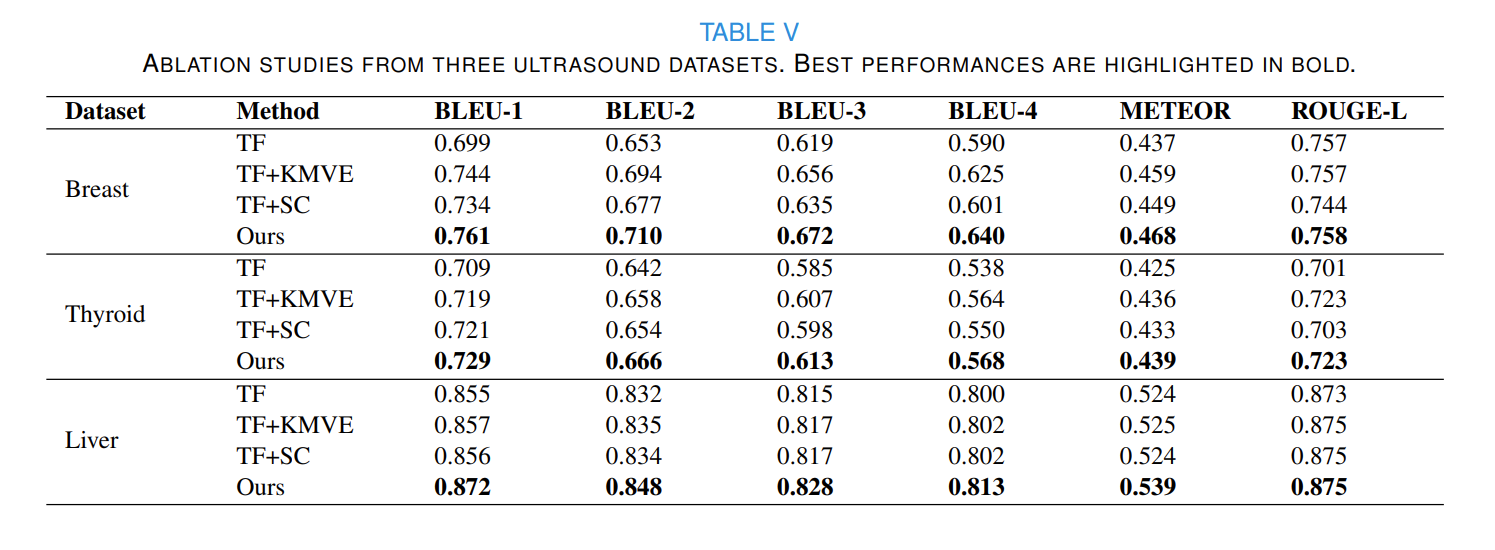 TABLE V
ABLATION STUDIES FROM THREE ULTRASOUND DATASETS. BEST PERFORMANCES ARE HIGHLIGHTED IN BOLD.
Dataset Method BLEU-1 BLEU-2 BLEU-3 BLEU-4 METEOR ROUGE-L
Breast
TF 0.699 0.653 0.619 0.590 0.437 0.757
TF+KMVE 0.744 0.694 0.656 0.625 0.459 0.757
TF+SC 0.734 0.677 0.635 0.601 0.449 0.744
Ours 0.761 0.710 0.672 0.640 0.468 0.758
Thyroid
TF 0.709 0.642 0.585 0.538 0.425 0.701
TF+KMVE 0.719 0.658 0.607 0.564 0.436 0.723
TF+SC 0.721 0.654 0.598 0.550 0.433 0.703
Ours 0.729 0.666 0.613 0.568 0.439 0.723
Liver
TF 0.855 0.832 0.815 0.800 0.524 0.873
TF+KMVE 0.857 0.835 0.817 0.802 0.525 0.875
TF+SC 0.856 0.834 0.817 0.802 0.524 0.875
Ours 0.872 0.848 0.828 0.813 0.539 0.875